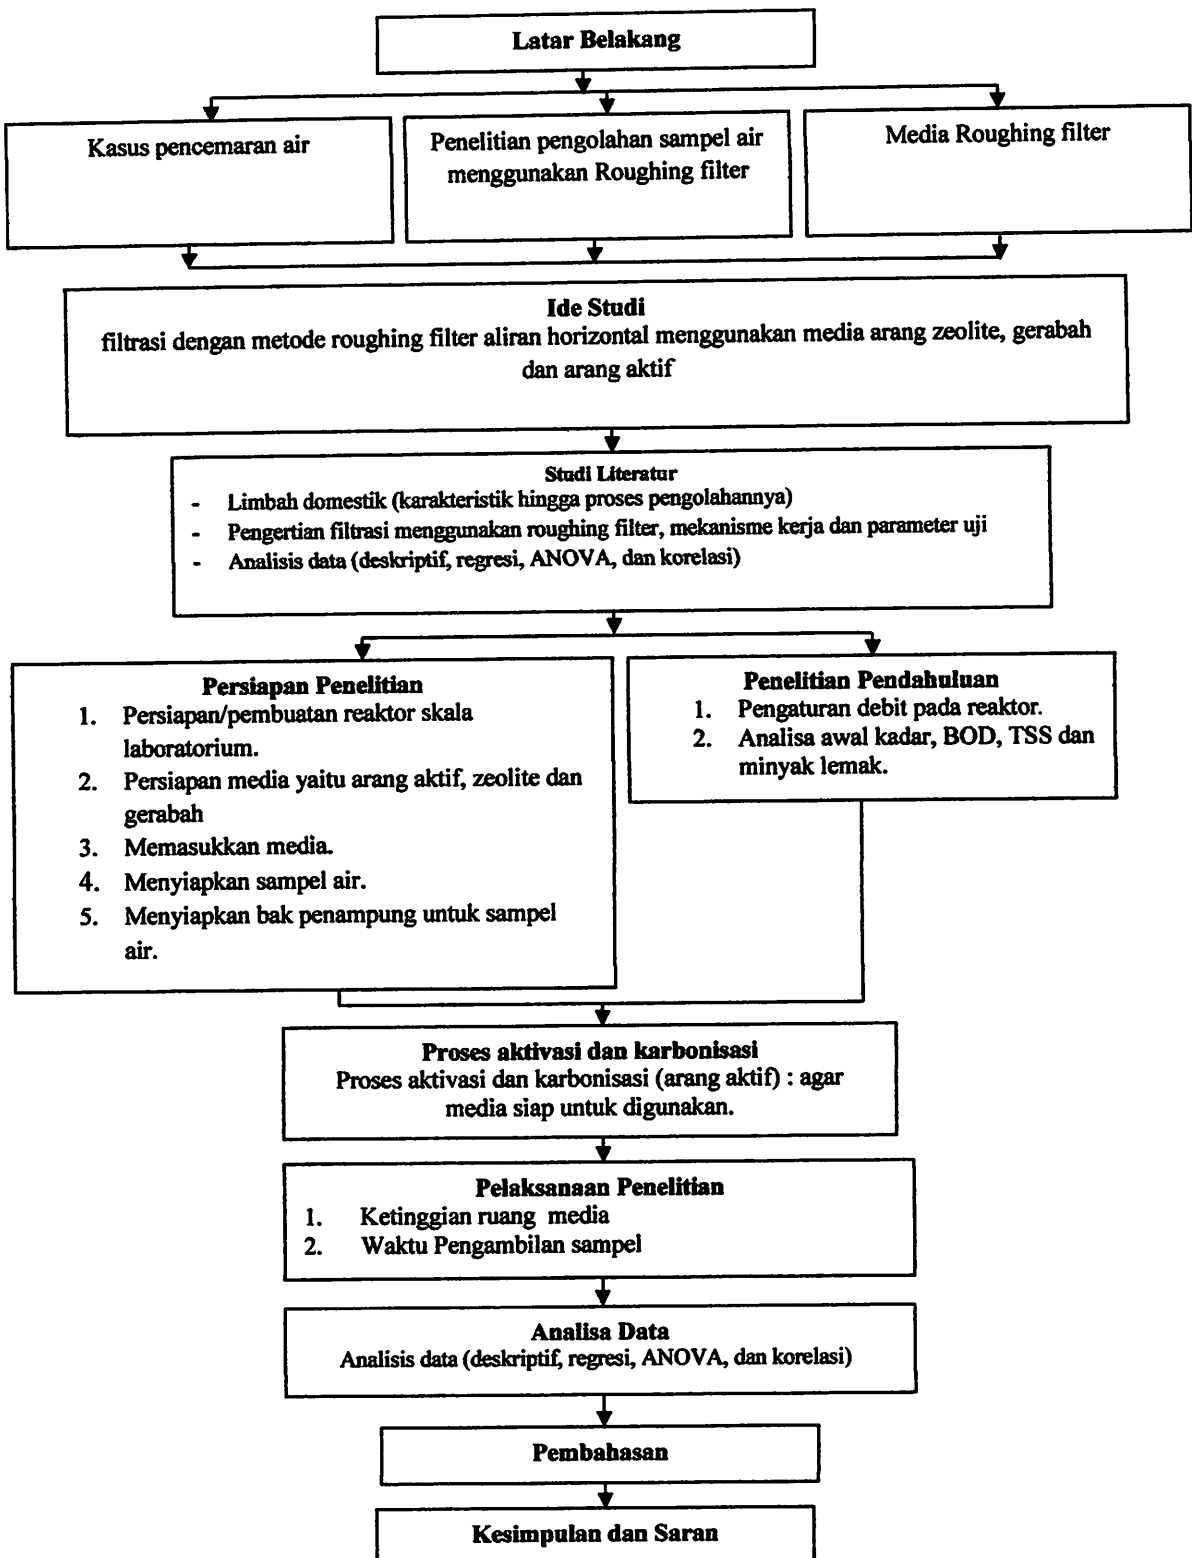 Latar Belakang
Kasus pencemaran air
Penelitian pengolahan sampel air
menggunakan Roughing filter
Media Roughing filter
Ide Studi
filtrasi dengan metode roughing filter aliran horizontal menggunakan media arang zeolite, gerabah
dan arang aktif
Studi Literatur
- Limbah domestik (karakteristik hingga proses pengolahannya)
- Pengertian filtrasi menggunakan roughing filter, mekanisme kerja dan parameter uji
- Analisis data (deskriptif, regresi, ANOVA, dan korelasi)
Persiapan Penelitian
1. Persiapan/pembuatan reaktor skala
laboratorium.
2. Persiapan media yaitu arang aktif, zeolite dan
gerabah
3. Memasukkan media.
4. Menyiapkan sampel air.
5. Menyiapkan bak penampung untuk sampel
air.
Penelitian Pendahuluan
1. Pengaturan debit pada reaktor.
2. Analisa awal kadar, BOD, TSS dan
minyak lemak.
Proses aktivasi dan karbonisasi
Proses aktivasi dan karbonisasi (arang aktif) : agar
media siap untuk digunakan.
Pelaksanaan Penelitian
1. Ketinggian ruang media
2. Waktu Pengambilan sampel
Analisa Data
Analisis data (deskriptif, regresi, ANOVA, dan korelasi)
Pembahasan
Kesimpulan dan Saran